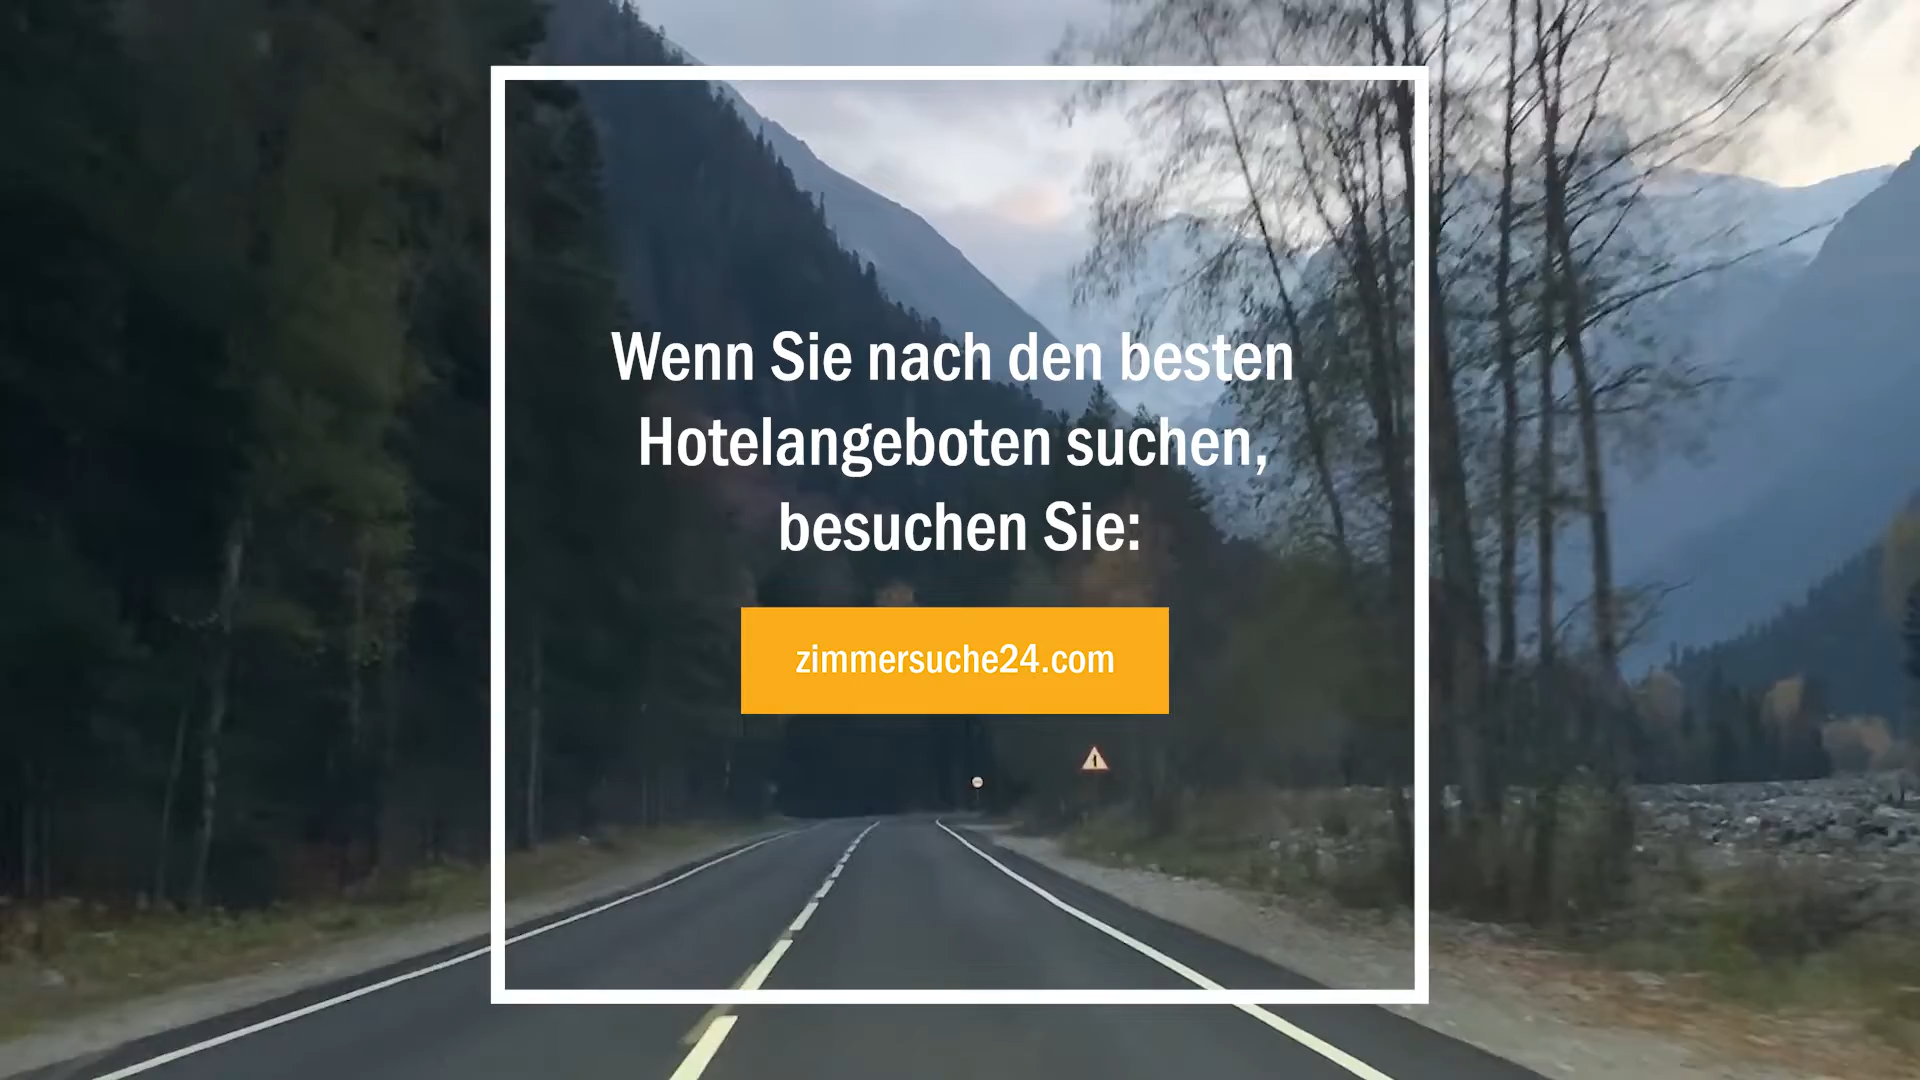 Wenn Sie nach den besten
Hotelangeboten suchen,
besuchen Sie:
zimmersuche24.com